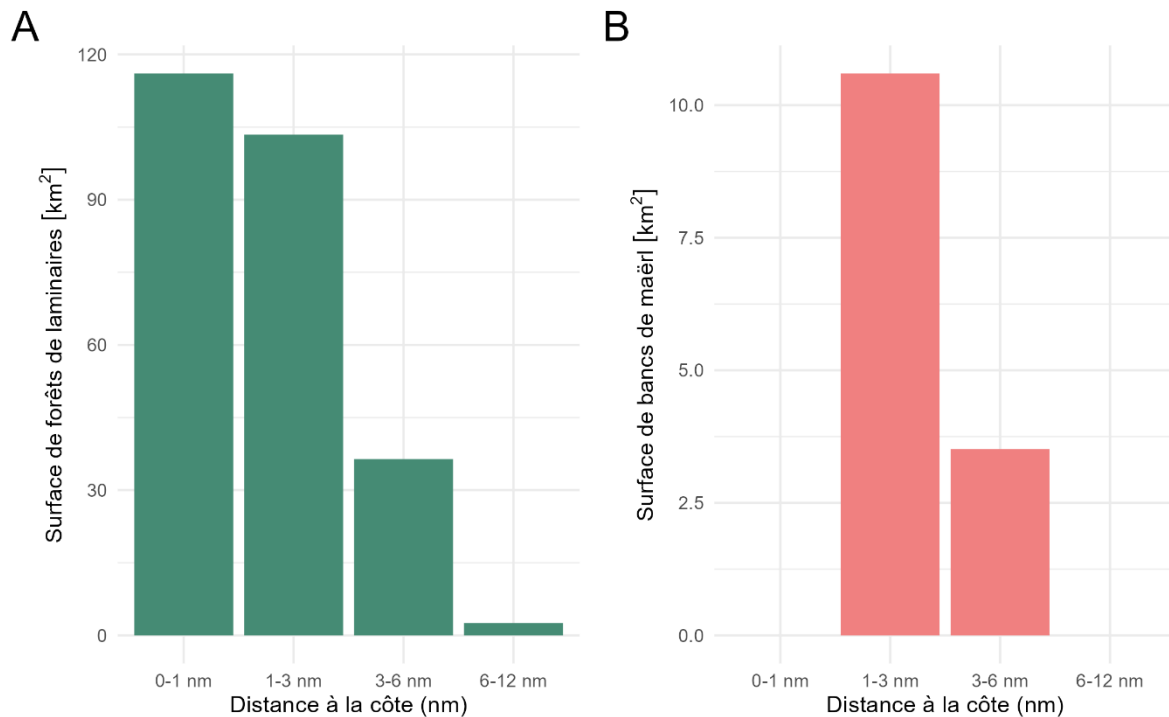 A
Surface de forêts de laminaires [km²]
120
90
60
30
0
0-1 nm 1-3 nm 3-6 nm 6-12 nm
Distance à la côte (nm)
B
Surface de bancs de maërl [km²]
10.0
7.5
5.0
2.5
0.0
0-1 nm 1-3 nm 3-6 nm 6-12 nm
Distance à la côte (nm)